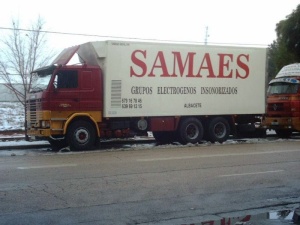 SAMAES
GRUPOS ELECTROGENOS INSONORIZADOS
ALBACETE